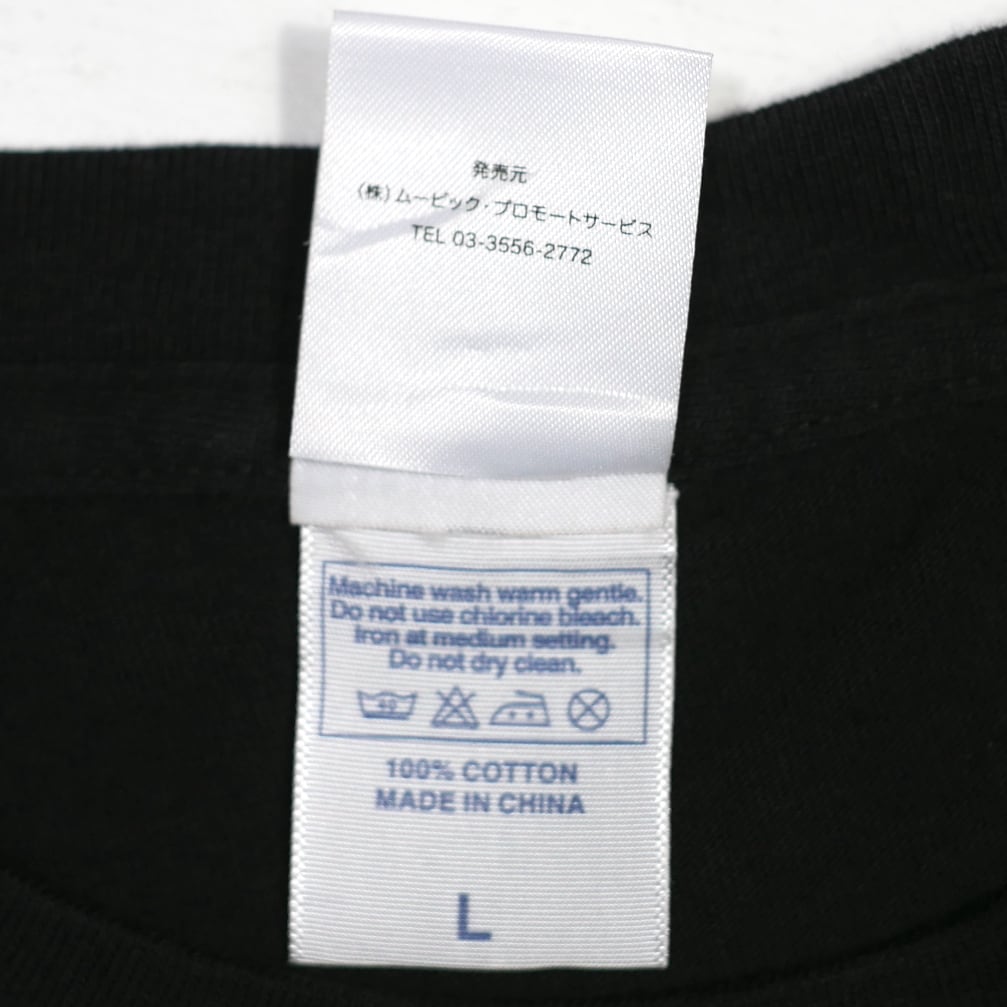 発売元
(株)ムービック・プロモートサービス
TEL 03-3556-2772
Machine wash warm gentle.
Do not use chlorine bleach.
Iron at medium setting.
Do not dry clean.
40
100% COTTON
MADE IN CHINA
L